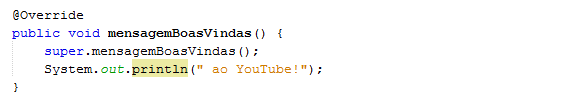 @Override
public void mensagemBoasVindas() {
    super.mensagemBoasVindas();
    System.out.println(" ao YouTube!");
}